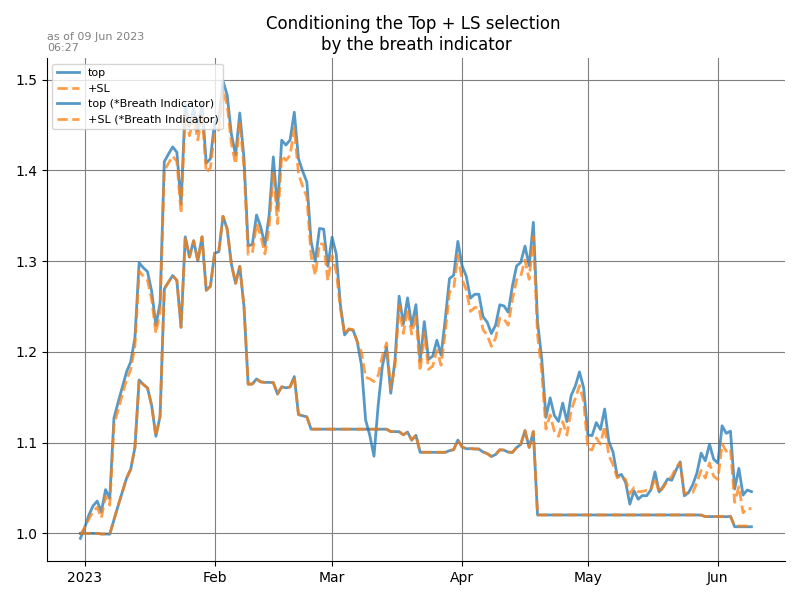 Conditioning the Top + LS selection
by the breath indicator
as of 09 Jun 2023
06:27
top
+SL
top (*Breath Indicator)
+SL (*Breath Indicator)
1.5
1.4
1.3
1.2
1.1
1.0
2023 Feb Mar Apr May Jun